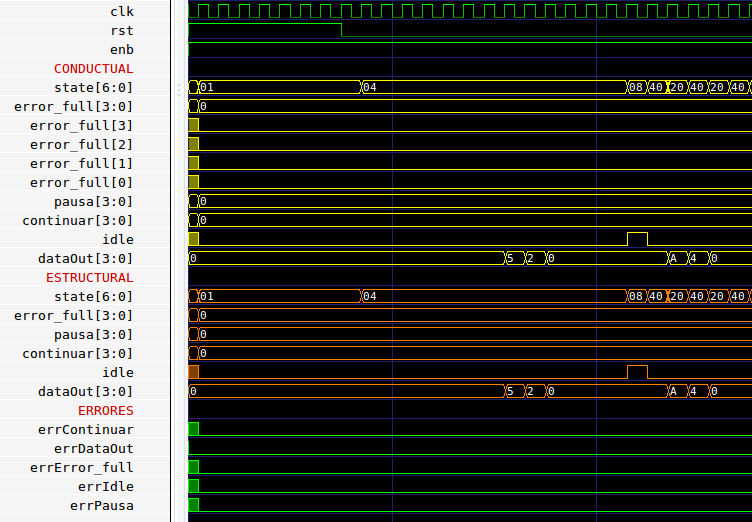 clk
rst
enb
CONDUCTUAL
state[6:0] 01 04 08 40 20 40 20 40
error_full[3:0] 0
error_full[3]
error_full[2]
error_full[1]
error_full[0]
pausa[3:0] 0
continuar[3:0] 0
idle
dataOut[3:0] 0 5 2 0 A 4 0
ESTRUCTURAL
state[6:0] 01 04 08 40 20 40 20 40
error_full[3:0] 0
pausa[3:0] 0
continuar[3:0] 0
idle
dataOut[3:0] 0 5 2 0 A 4 0
ERRORES
errContinuar
errDataOut
errError_full
errIdle
errPausa